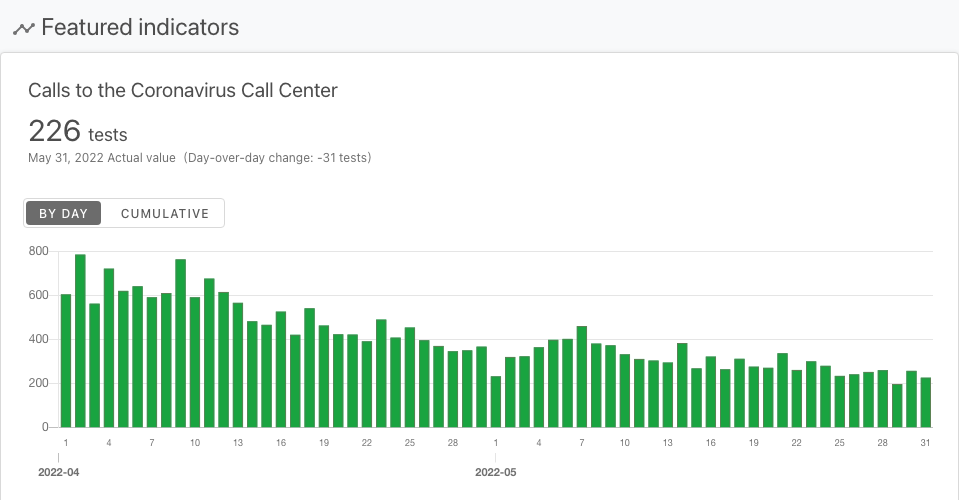 Featured indicators
Calls to the Coronavirus Call Center
226 tests
May 31, 2022 Actual value (Day-over-day change: -31 tests)
BY DAY CUMULATIVE
800
600
400
200
0
1 4 7 10 13 16 19 22 25 28 1 4 7 10 13 16 19 22 25 28 31
2022-04 2022-05